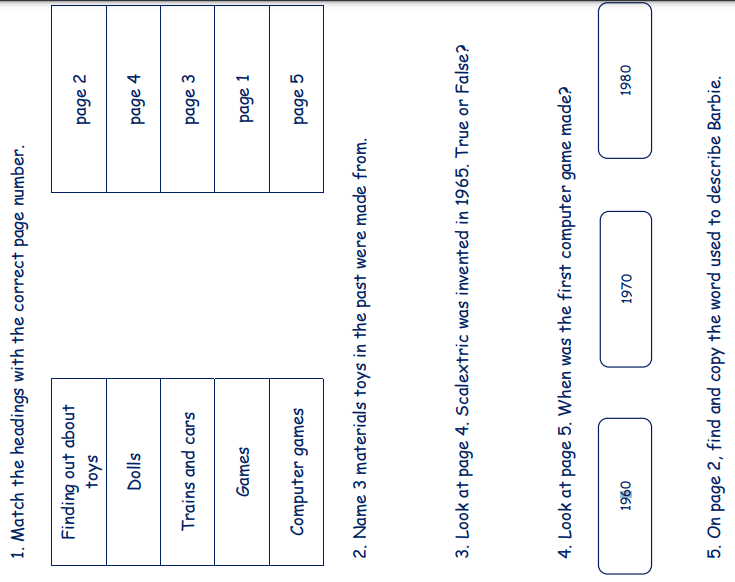 1. Match the headings with the correct page number.
Finding out about
toys
page 2
Dolls
page 4
Trains and cars
page 3
Games
page 1
Computer games
page 5
2. Name 3 materials toys in the past were made from.
3. Look at page 4. Scalextric was invented in 1965. True or False?
4. Look at page 5. When was the first computer game made?
1960
1970
1980
5. On page 2, find and copy the word used to describe Barbie.